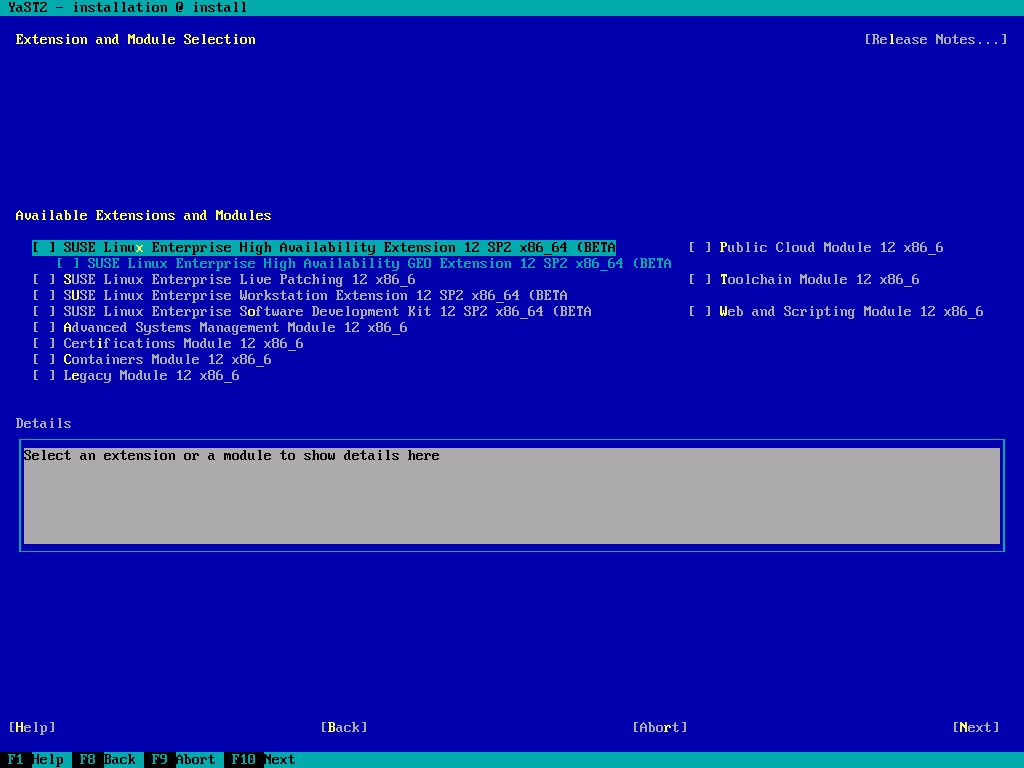 YaST2 - installation @ install
Extension and Module Selection [Release Notes...]
Available Extensions and Modules
[ ] SUSE Linux Enterprise High Availability Extension 12 SP2 x86_64 (BETA [ ] Public Cloud Module 12 x86_6
[ ] SUSE Linux Enterprise High Availability GEO Extension 12 SP2 x86_64 (BETA
[ ] SUSE Linux Enterprise Live Patching 12 x86_6 [ ] Toolchain Module 12 x86_6
[ ] SUSE Linux Enterprise Workstation Extension 12 SP2 x86_64 (BETA
[ ] SUSE Linux Enterprise Software Development Kit 12 SP2 x86_64 (BETA [ ] Web and Scripting Module 12 x86_6
[ ] Advanced Systems Management Module 12 x86_6
[ ] Certifications Module 12 x86_6
[ ] Containers Module 12 x86_6
[ ] Legacy Module 12 x86_6
Details
Select an extension or a module to show details here
[Help] [Back] [Abort] [Next]
F1 Help F8 Back F9 Abort F10 Next